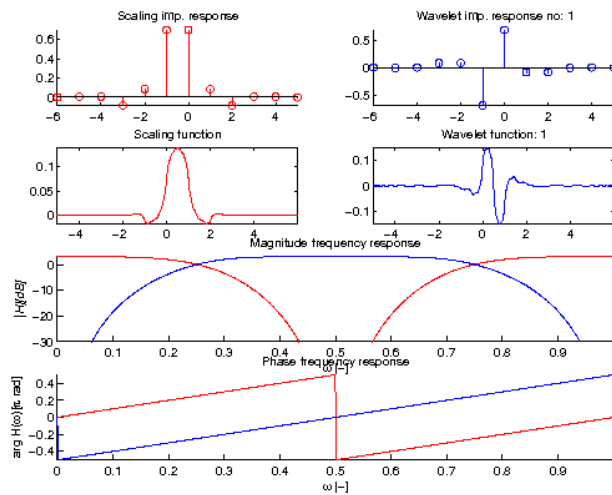 Scaling imp. response
Wavelet imp. response no: 1
0.6
0.4
0.2
0
−6 −4 −2 0 2 4
0.5
0
−0.5
−6 −4 −2 0 2 4
Scaling function
Wavelet function: 1
0.1
0.05
0
−4 −2 0 2 4
0.1
0
−0.1
−4 −2 0 2 4
Magnitude frequency response
|H|[dB]
0
−10
−20
−30
0 0.1 0.2 0.3 0.4 0.5 0.6 0.7 0.8 0.9
ω [−]
Phase frequency response
arg H(ω)[π rad]
0.4
0.2
0
−0.2
−0.4
0 0.1 0.2 0.3 0.4 0.5 0.6 0.7 0.8 0.9
ω [−]